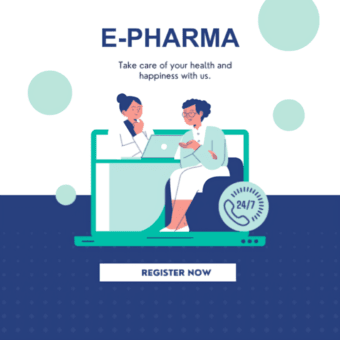 E-PHARMA
Take care of your health and
happiness with us.
24/7
REGISTER NOW